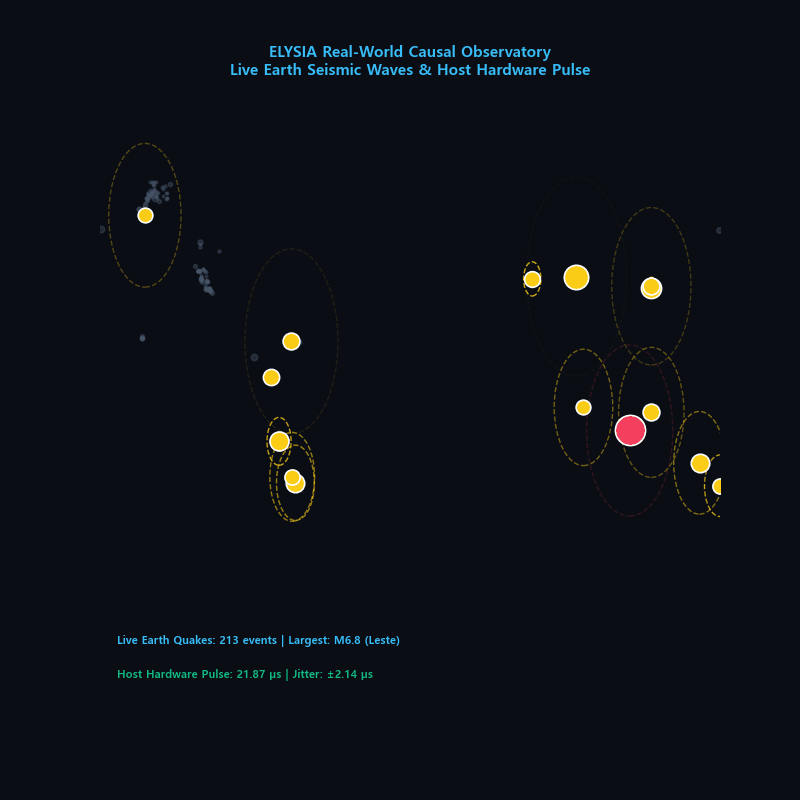 ELYSIA Real-World Causal Observatory
Live Earth Seismic Waves & Host Hardware Pulse
Live Earth Quakes: 213 events | Largest: M6.8 (Leste)
Host Hardware Pulse: 21.87 µs | Jitter: ±2.14 µs